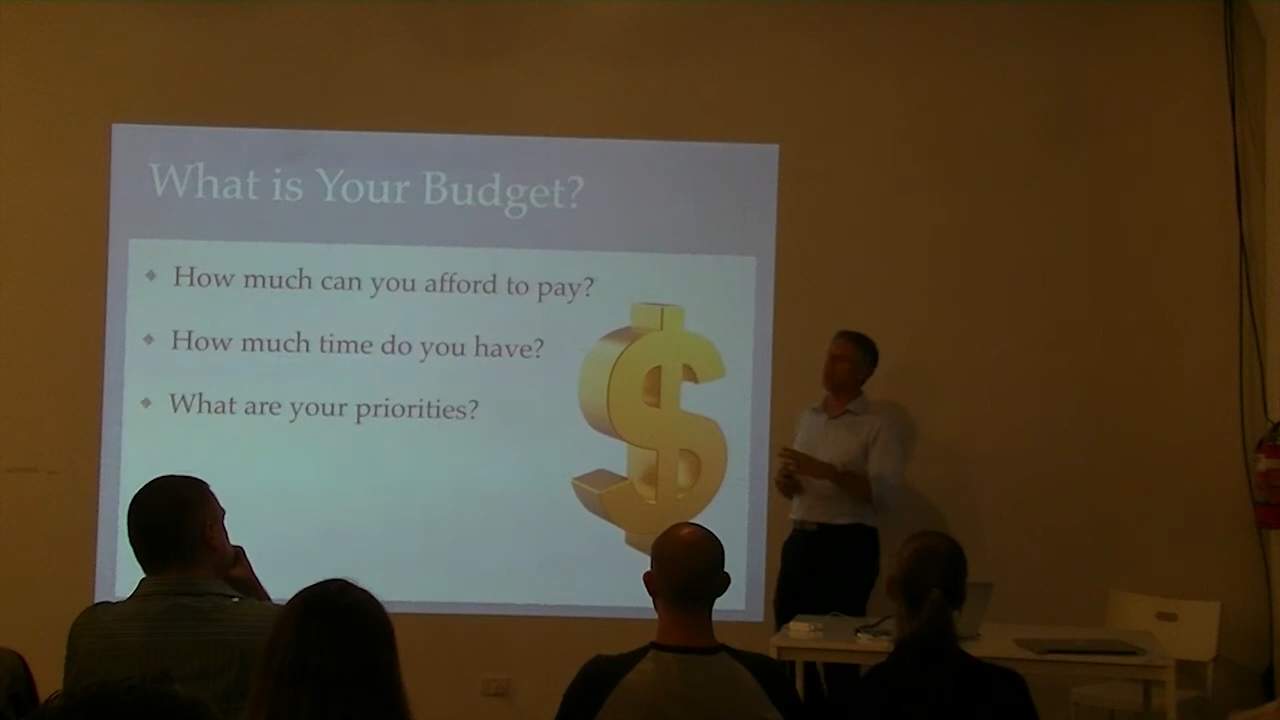 What is Your Budget?
How much can you afford to pay?
How much time do you have?
What are your priorities?